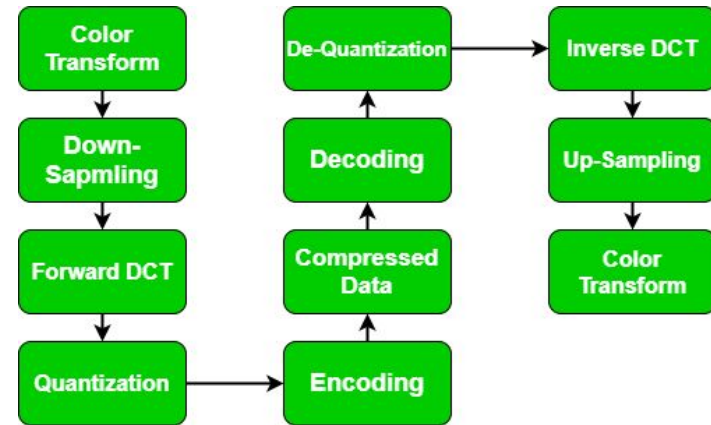 Color
Transform
Down-
Sapmling
Forward DCT
Quantization
Encoding
Compressed
Data
Decoding
De-Quantization
Inverse DCT
Up-Sampling
Color
Transform